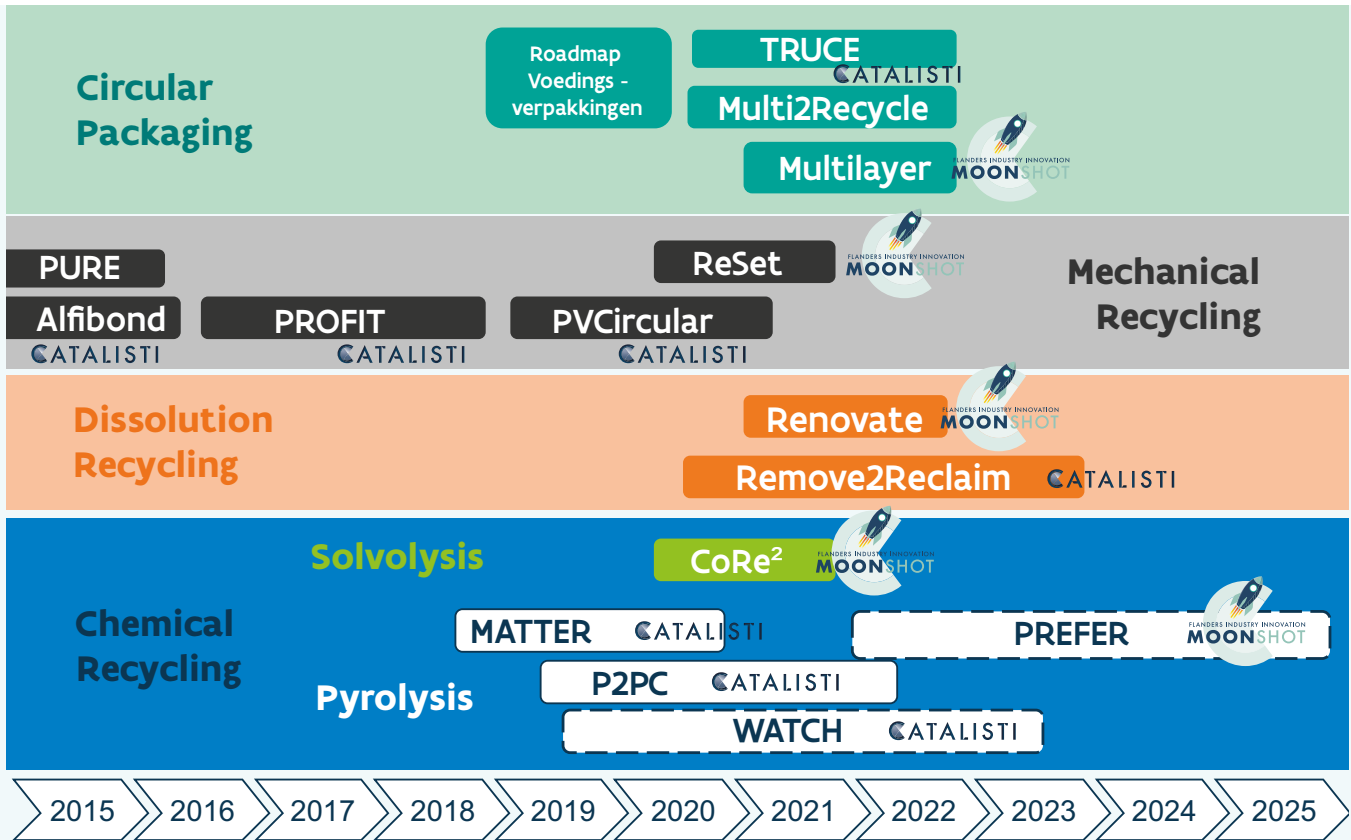 Circular
Packaging
Roadmap
Voedings -
verpakkingen
TRUCE
CATALISTI
Multi2Recycle
Multilayer
FLANDERS INDUSTRY INNOVATION
MOONSHOT
PURE
Alfibond
CATALISTI
PROFIT
CATALISTI
PVCircular
CATALISTI
ReSet
FLANDERS INDUSTRY INNOVATION
MOONSHOT
Mechanical
Recycling
Dissolution
Recycling
Renovate
FLANDERS INDUSTRY INNOVATION
MOONSHOT
Remove2Reclaim
CATALISTI
Chemical
Recycling
Solvolysis
CoRe²
FLANDERS INDUSTRY INNOVATION
MOONSHOT
Pyrolysis
MATTER
CATALISTI
PREFER
FLANDERS INDUSTRY INNOVATION
MOONSHOT
P2PC
CATALISTI
WATCH
CATALISTI
2015
2016
2017
2018
2019
2020
2021
2022
2023
2024
2025